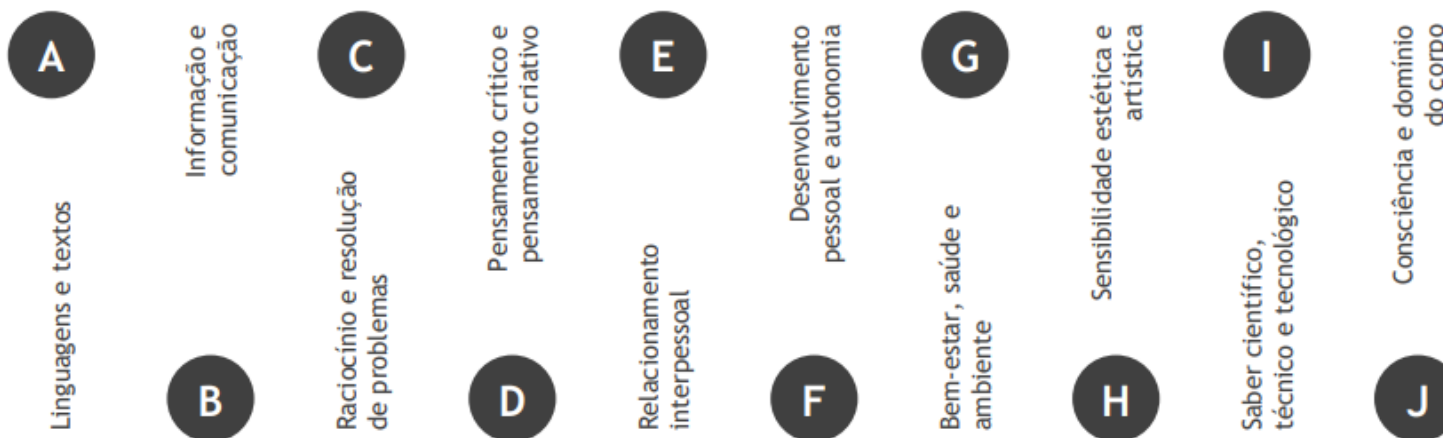 A
Linguagens e textos
B
Informação e
comunicação
C
Raciocínio e resolução
de problemas
D
Pensamento crítico e
pensamento criativo
E
Relacionamento
interpessoal
F
Desenvolvimento
pessoal e autonomia
G
Bem-estar, saúde e
ambiente
H
Sensibilidade estética e
artística
I
Saber científico,
técnico e tecnológico
J
Consciência e domínio
do corpo